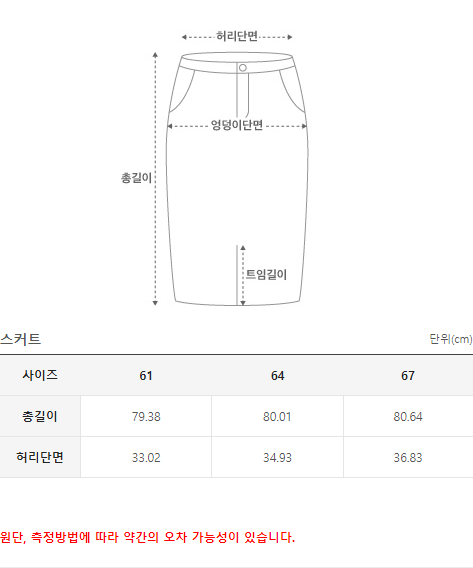 허리단면
엉덩이단면
총길이
트임길이
스커트 단위(cm)
사이즈 61 64 67
총길이 79.38 80.01 80.64
허리단면 33.02 34.93 36.83
원단, 측정방법에 따라 약간의 오차 가능성이 있습니다.